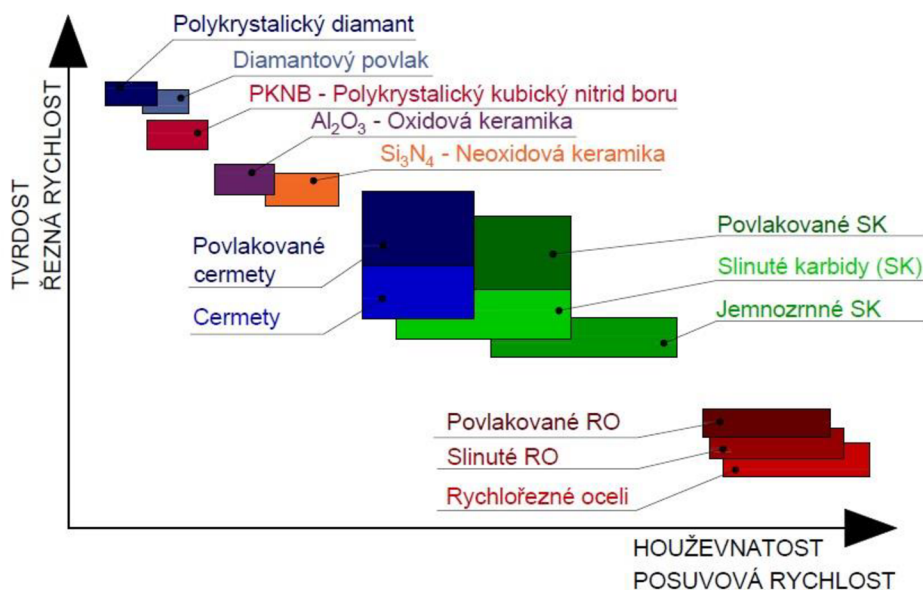 Polykrystalický diamant
Diamantový povlak
PKNB - Polykrystalický kubický nitrid boru
Al₂O₃ - Oxidová keramika
Si₃N₄ - Neoxidová keramika
TVRDOST
ŘEZNÁ RYCHLOST
Povlakované
cermety
Cermety
Povlakované SK
Slinuté karbidy (SK)
Jemnozrnné SK
Povlakované RO
Slinuté RO
Rychlořezné oceli
HOUŽEVNATOST
POSUVOVÁ RYCHLOST